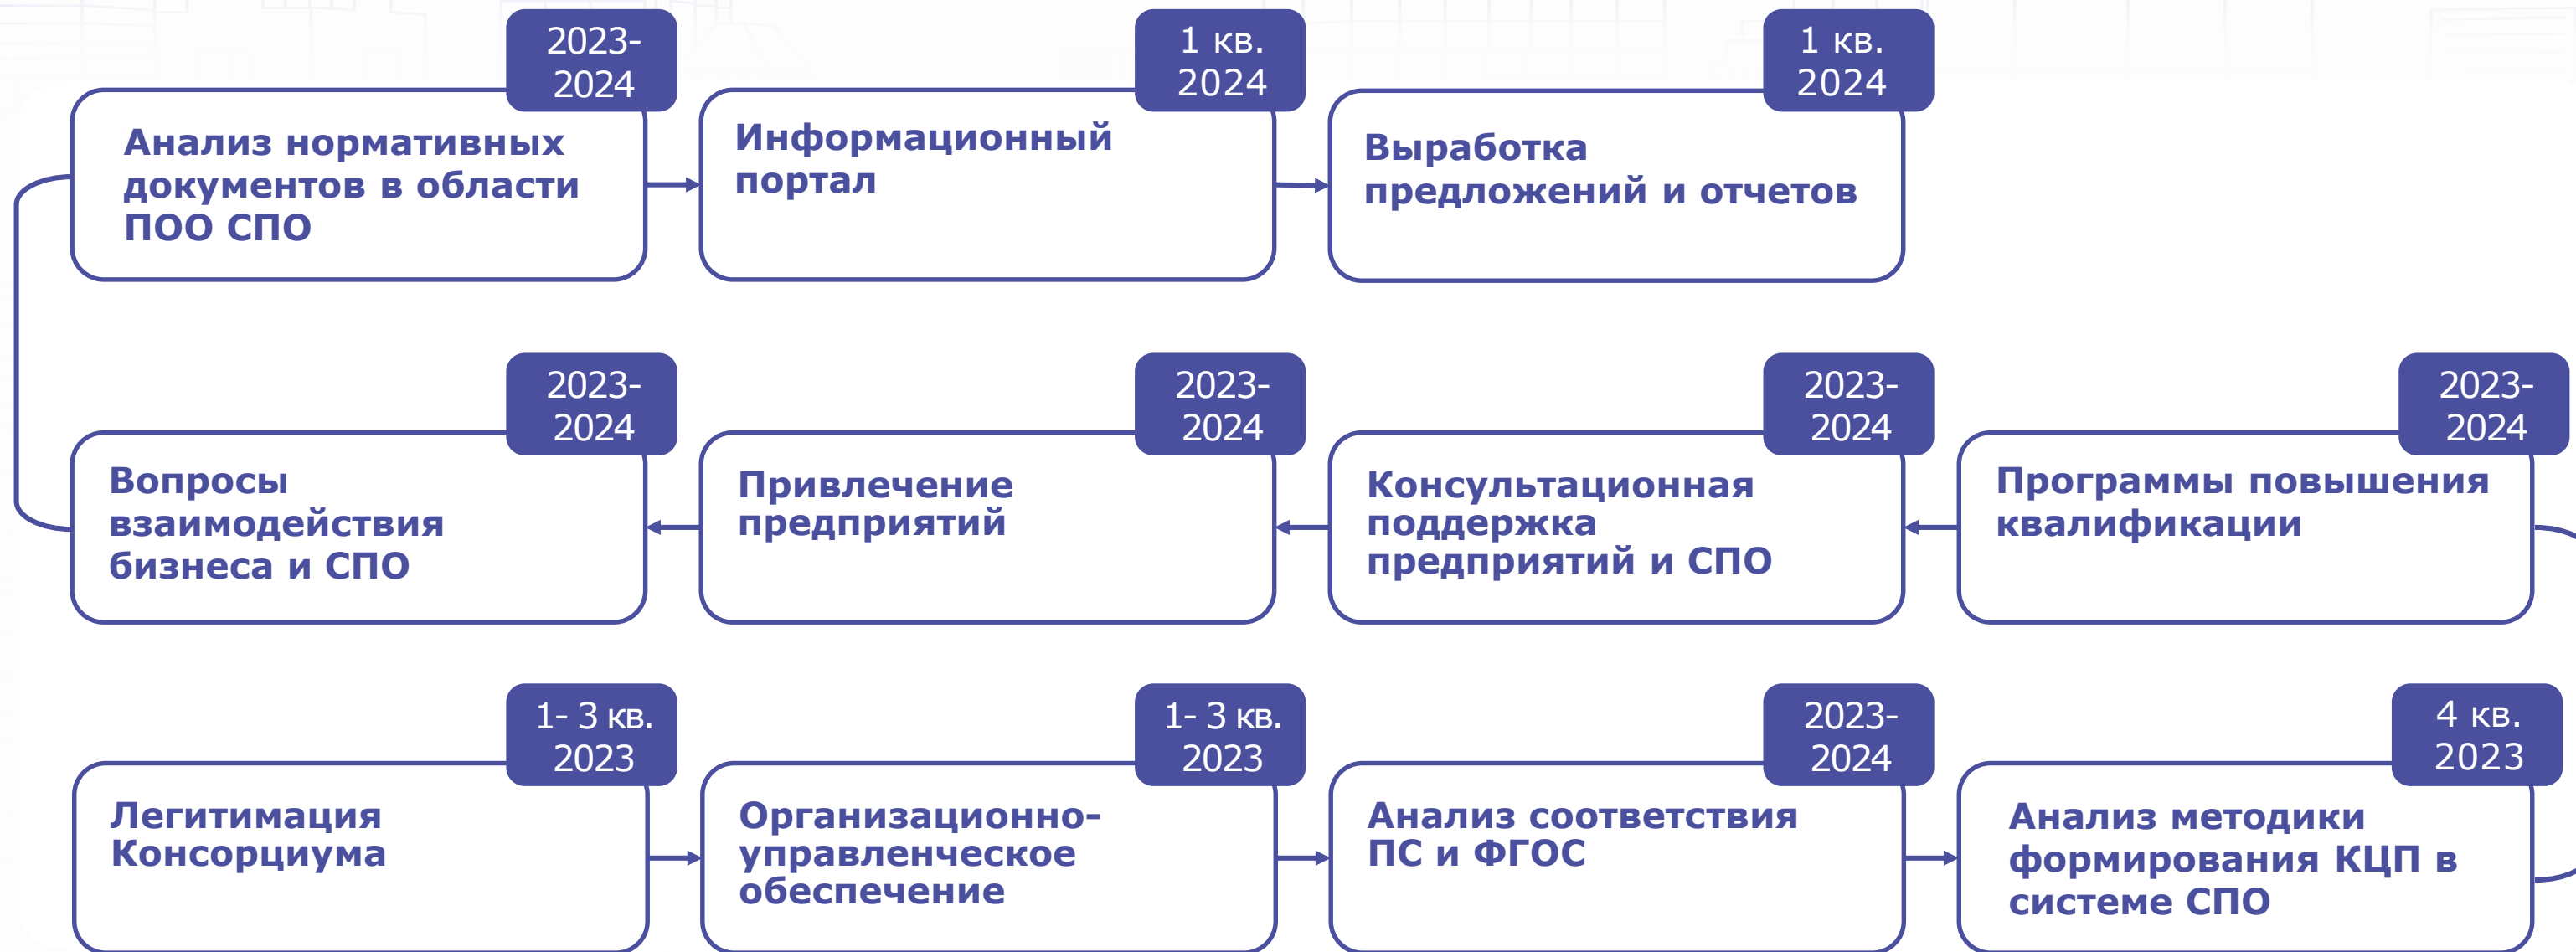 2023-
2024
Анализ нормативных
документов в области
ПОО СПО
1 кв.
2024
Информационный
портал
1 кв.
2024
Выработка
предложений и отчетов
2023-
2024
Вопросы
взаимодействия
бизнеса и СПО
2023-
2024
Привлечение
предприятий
2023-
2024
Консультационная
поддержка
предприятий и СПО
2023-
2024
Программы повышения
квалификации
1- 3 кв.
2023
Легитимация
Консорциума
1- 3 кв.
2023
Организационно-
управленческое
обеспечение
2023-
2024
Анализ соответствия
ПС и ФГОС
4 кв.
2023
Анализ методики
формирования КЦП в
системе СПО